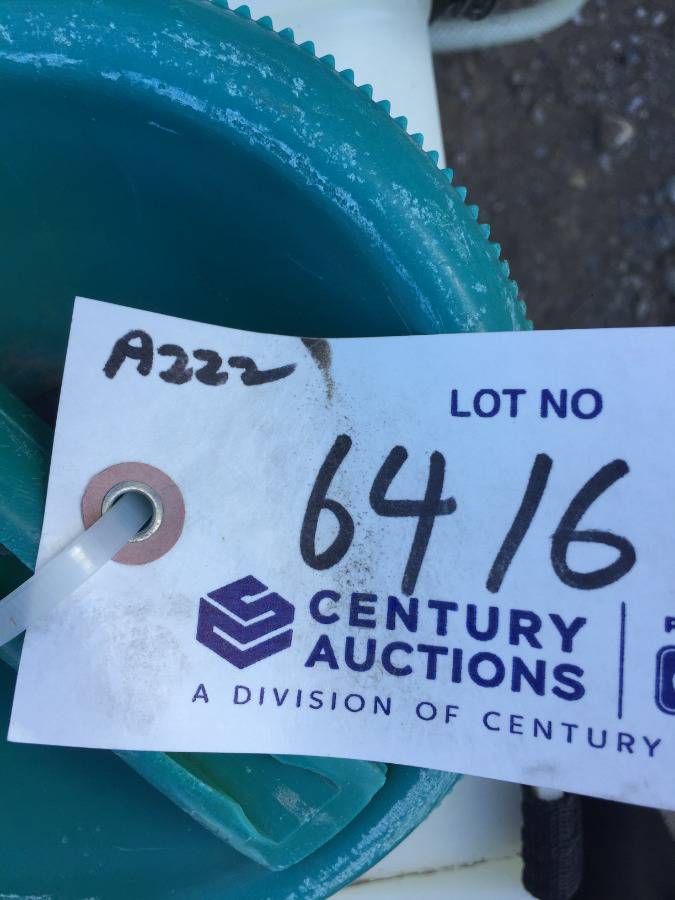 A222
LOT NO
6416
CENTURY
AUCTIONS
A DIVISION OF CENTURY